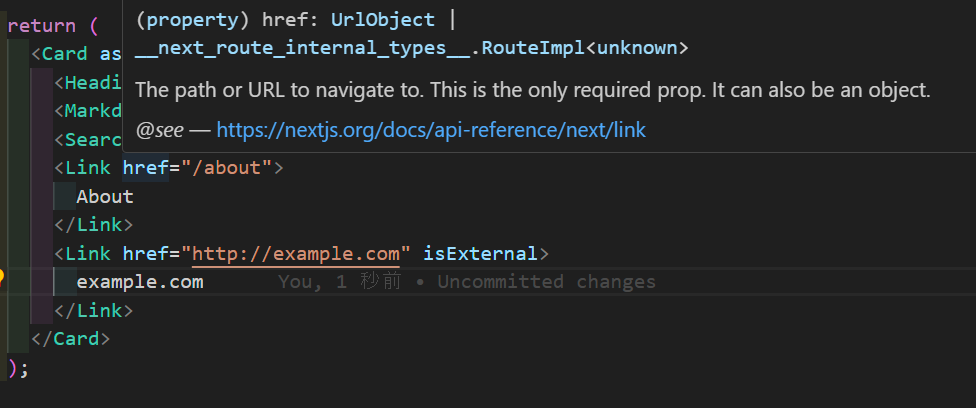 (property) href: UrlObject |
__next_route_internal_types__.RouteImpl<unknown>
The path or URL to navigate to. This is the only required prop. It can also be an object.
@see — https://nextjs.org/docs/api-reference/next/link
return (
<Card as
<Headi
<Markd
<Searc
<Link href="/about">
About
</Link>
<Link href="http://example.com" isExternal>
example.com You, 1 秒前 • Uncommitted changes
</Link>
</Card>
);